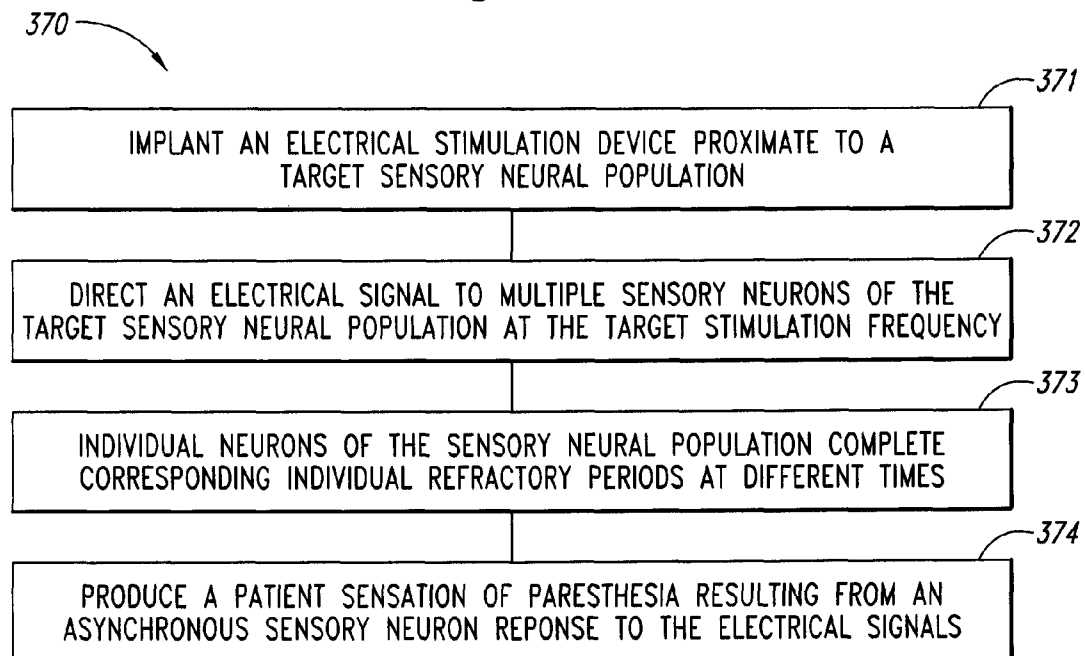 370
371
IMPLANT AN ELECTRICAL STIMULATION DEVICE PROXIMATE TO A
TARGET SENSORY NEURAL POPULATION
372
DIRECT AN ELECTRICAL SIGNAL TO MULTIPLE SENSORY NEURONS OF THE
TARGET SENSORY NEURAL POPULATION AT THE TARGET STIMULATION FREQUENCY
373
INDIVIDUAL NEURONS OF THE SENSORY NEURAL POPULATION COMPLETE
CORRESPONDING INDIVIDUAL REFRACTORY PERIODS AT DIFFERENT TIMES
374
PRODUCE A PATIENT SENSATION OF PARESTHESIA RESULTING FROM AN
ASYNCHRONOUS SENSORY NEURON REPONSE TO THE ELECTRICAL SIGNALS